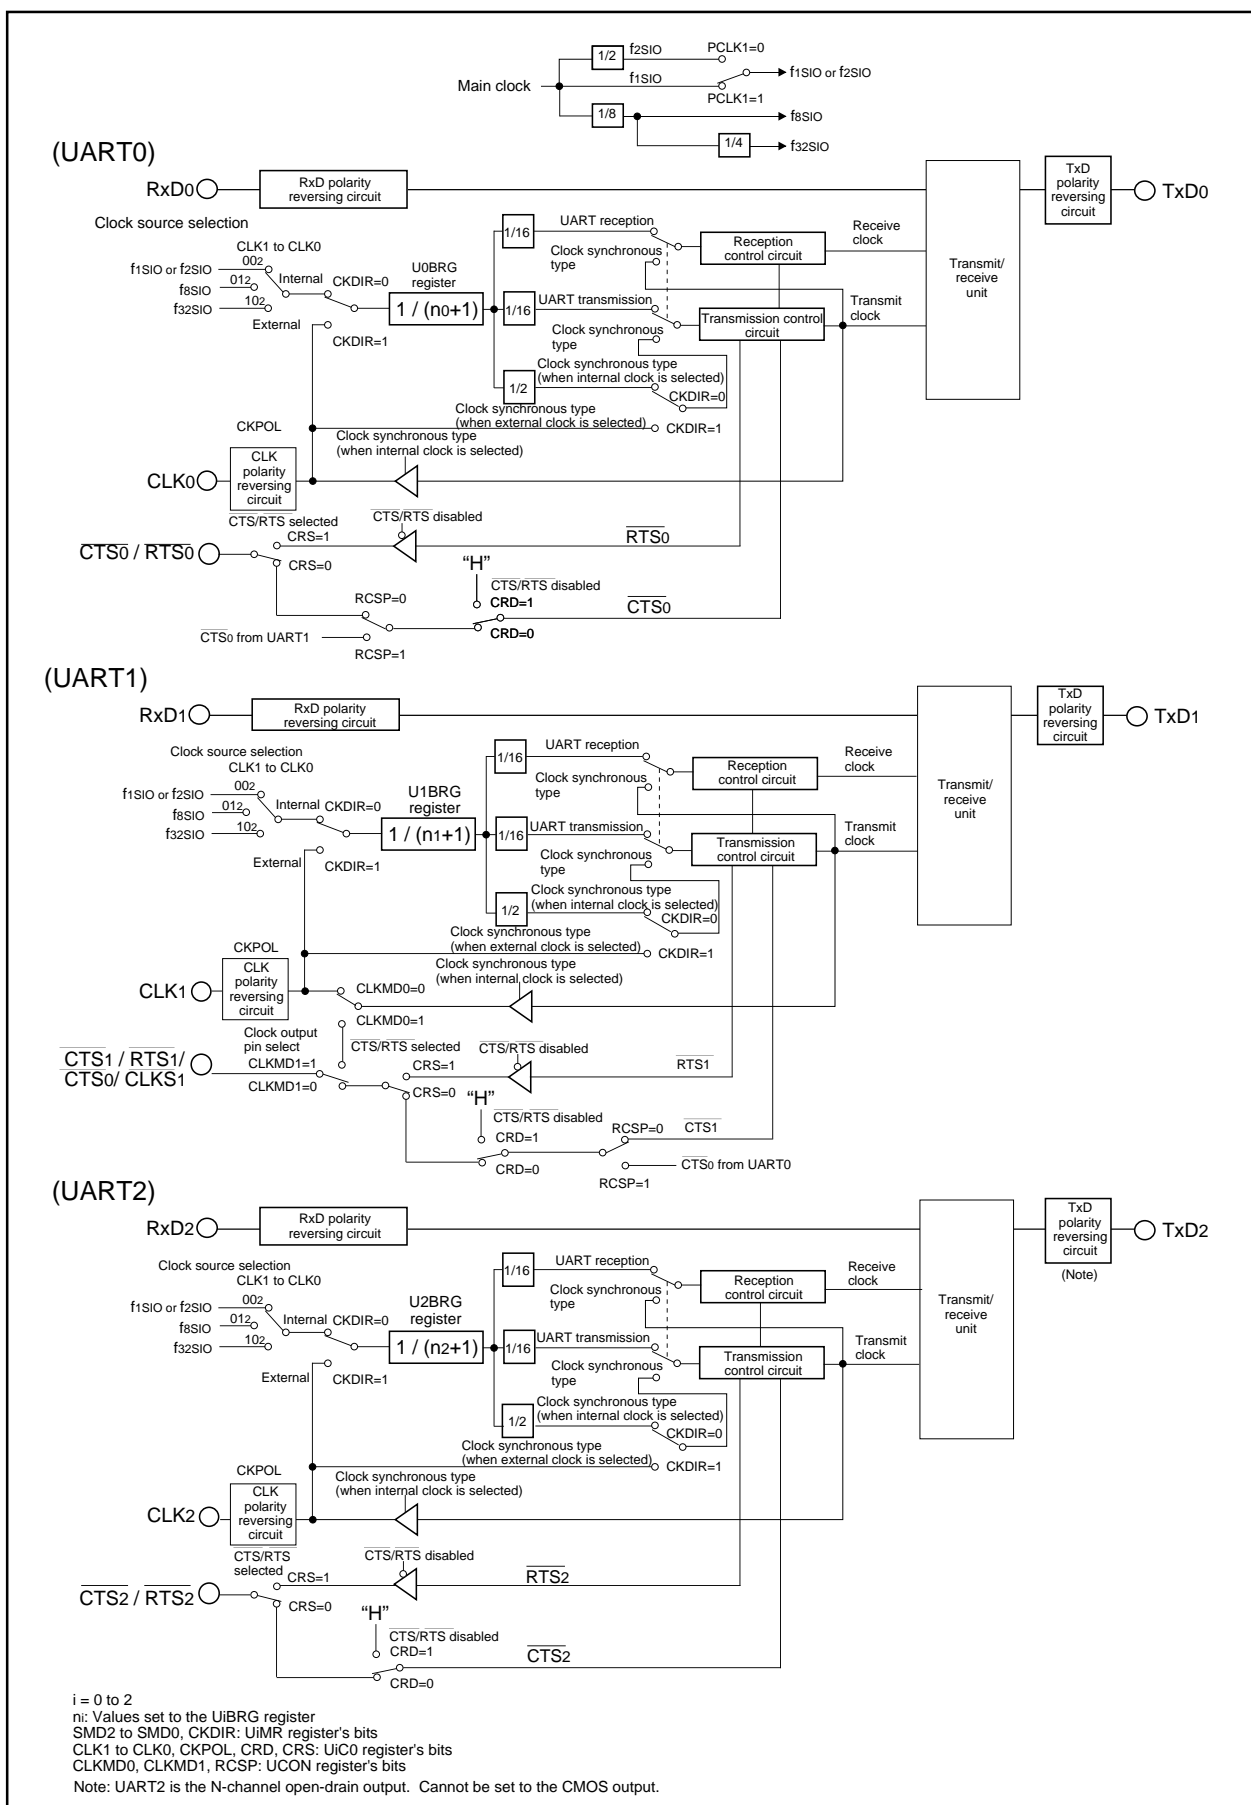 1/2
f2SIO
PCLK1=0
Main clock
f1SIO
f1SIO or f2SIO
PCLK1=1
1/8
f8SIO
1/4
f32SIO
(UART0)
RxD0
RxD polarity
reversing circuit
TxD
polarity
reversing
circuit
TxD0
Clock source selection
1/16
UART reception
Reception
control circuit
Receive
clock
Clock synchronous
type
CLK1 to CLK0
f1SIO or f2SIO
002
f8SIO
012
f32SIO
102
Internal
CKDIR=0
External
CKDIR=1
U0BRG
register
1 / (n0+1)
1/16
UART transmission
Transmission control
circuit
Transmit
clock
Transmit/
receive
unit
Clock synchronous
type
Clock synchronous type
(when internal clock is selected)
1/2
CKDIR=0
Clock synchronous type
(when external clock is selected)
CKDIR=1
CKPOL
Clock synchronous type
(when internal clock is selected)
CLK0
CLK
polarity
reversing
circuit
CTS/RTS selected
CTS/RTS disabled
CTS0 / RTS0
CRS=1
CRS=0
RTS0
“H”
CTS/RTS disabled
RCSP=0
CRD=1
CTS0
CRD=0
CTS0 from UART1
RCSP=1
(UART1)
RxD1
RxD polarity
reversing circuit
TxD
polarity
reversing
circuit
TxD1
Clock source selection
1/16
UART reception
Reception
control circuit
Receive
clock
Clock synchronous
type
CLK1 to CLK0
f1SIO or f2SIO
002
f8SIO
012
f32SIO
102
Internal
CKDIR=0
External
CKDIR=1
U1BRG
register
1 / (n1+1)
1/16
UART transmission
Transmission
control circuit
Transmit
clock
Transmit/
receive
unit
Clock synchronous
type
Clock synchronous type
(when internal clock is selected)
1/2
CKDIR=0
Clock synchronous type
(when external clock is selected)
CKDIR=1
CKPOL
Clock synchronous type
(when internal clock is selected)
CLK1
CLK
polarity
reversing
circuit
CLKMD0=0
CLKMD0=1
Clock output
pin select
CTS/RTS selected
CTS/RTS disabled
CTS1 / RTS1/
CTS0/ CLKS1
CLKMD1=1
CLKMD1=0
CRS=1
CRS=0
RTS1
“H”
CTS/RTS disabled
CRD=1
CRD=0
RCSP=0
CTS1
CTS0 from UART0
RCSP=1
(UART2)
RxD2
RxD polarity
reversing circuit
TxD
polarity
reversing
circuit
TxD2
(Note)
Clock source selection
1/16
UART reception
Reception
control circuit
Receive
clock
Clock synchronous
type
CLK1 to CLK0
f1SIO or f2SIO
002
f8SIO
012
f32SIO
102
Internal
CKDIR=0
External
CKDIR=1
U2BRG
register
1 / (n2+1)
1/16
UART transmission
Transmission
control circuit
Transmit
clock
Transmit/
receive
unit
Clock synchronous
type
Clock synchronous type
(when internal clock is selected)
1/2
CKDIR=0
Clock synchronous type
(when external clock is selected)
CKDIR=1
CKPOL
Clock synchronous type
(when internal clock is selected)
CLK2
CLK
polarity
reversing
circuit
CTS/RTS
selected
CTS/RTS disabled
CTS2 / RTS2
CRS=1
CRS=0
RTS2
“H”
CTS/RTS disabled
CRD=1
CTS2
CRD=0
i = 0 to 2
ni: Values set to the UiBRG register
SMD2 to SMD0, CKDIR: UiMR register's bits
CLK1 to CLK0, CKPOL, CRD, CRS: UiC0 register's bits
CLKMD0, CLKMD1, RCSP: UCON register's bits
Note: UART2 is the N-channel open-drain output. Cannot be set to the CMOS output.